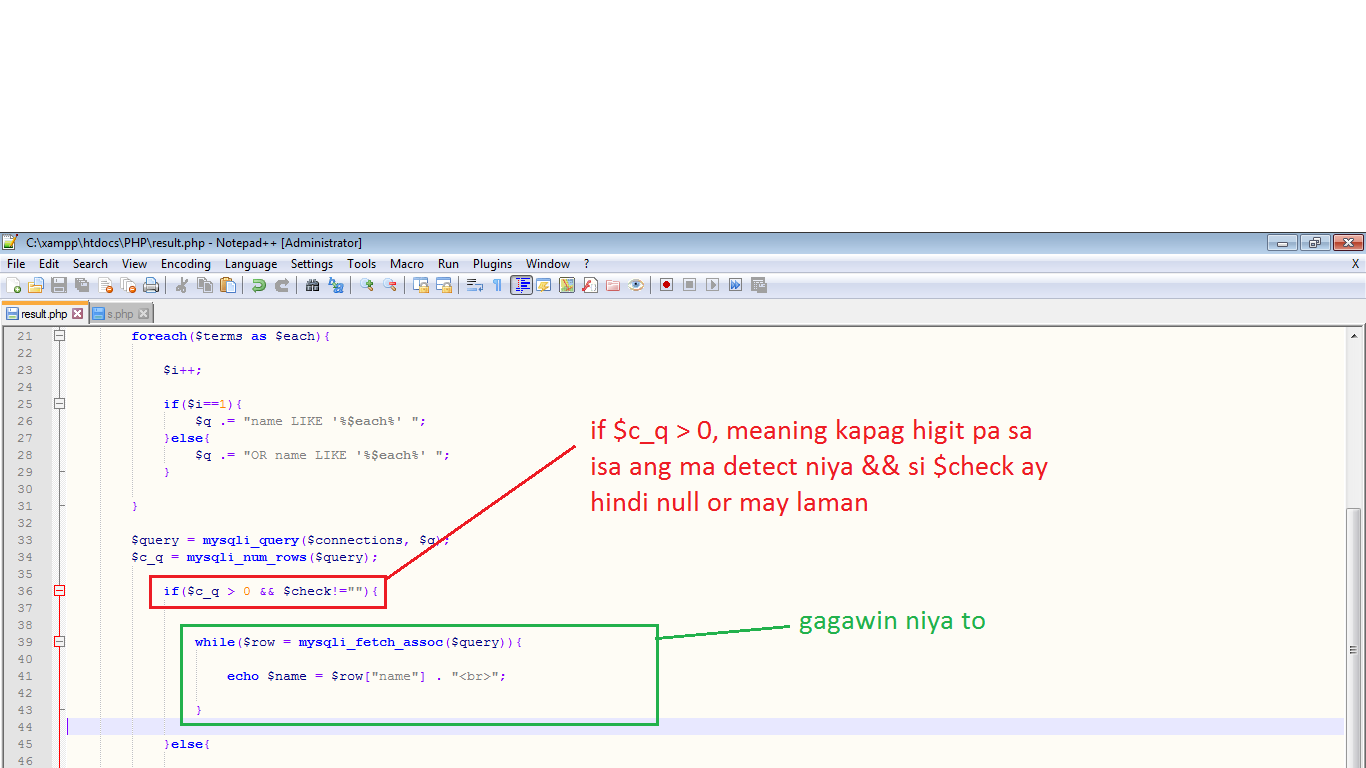 C:\xampp\htdocs\PHP\result.php - Notepad++ [Administrator]
File Edit Search View Encoding Language Settings Tools Macro Run Plugins Window ? X
result.php s.php
21 foreach($terms as $each){
22
23 $i++;
24
25 if($i==1){
26 $q .= "name LIKE '%$each%' ";
27 }else{
28 $q .= "OR name LIKE '%$each%' ";
29 }
30
31 }
32
33 $query = mysqli_query($connections, $q);
34 $c_q = mysqli_num_rows($query);
35
36 if($c_q > 0 && $check!=""){
37
38
39 while($row = mysqli_fetch_assoc($query)){
40
41 echo $name = $row["name"] . "<br>";
42
43 }
44
45 }else{
46
if $c_q > 0, meaning kapag higit pa sa
isa ang ma detect niya && si $check ay
hindi null or may laman
gagawin niya to